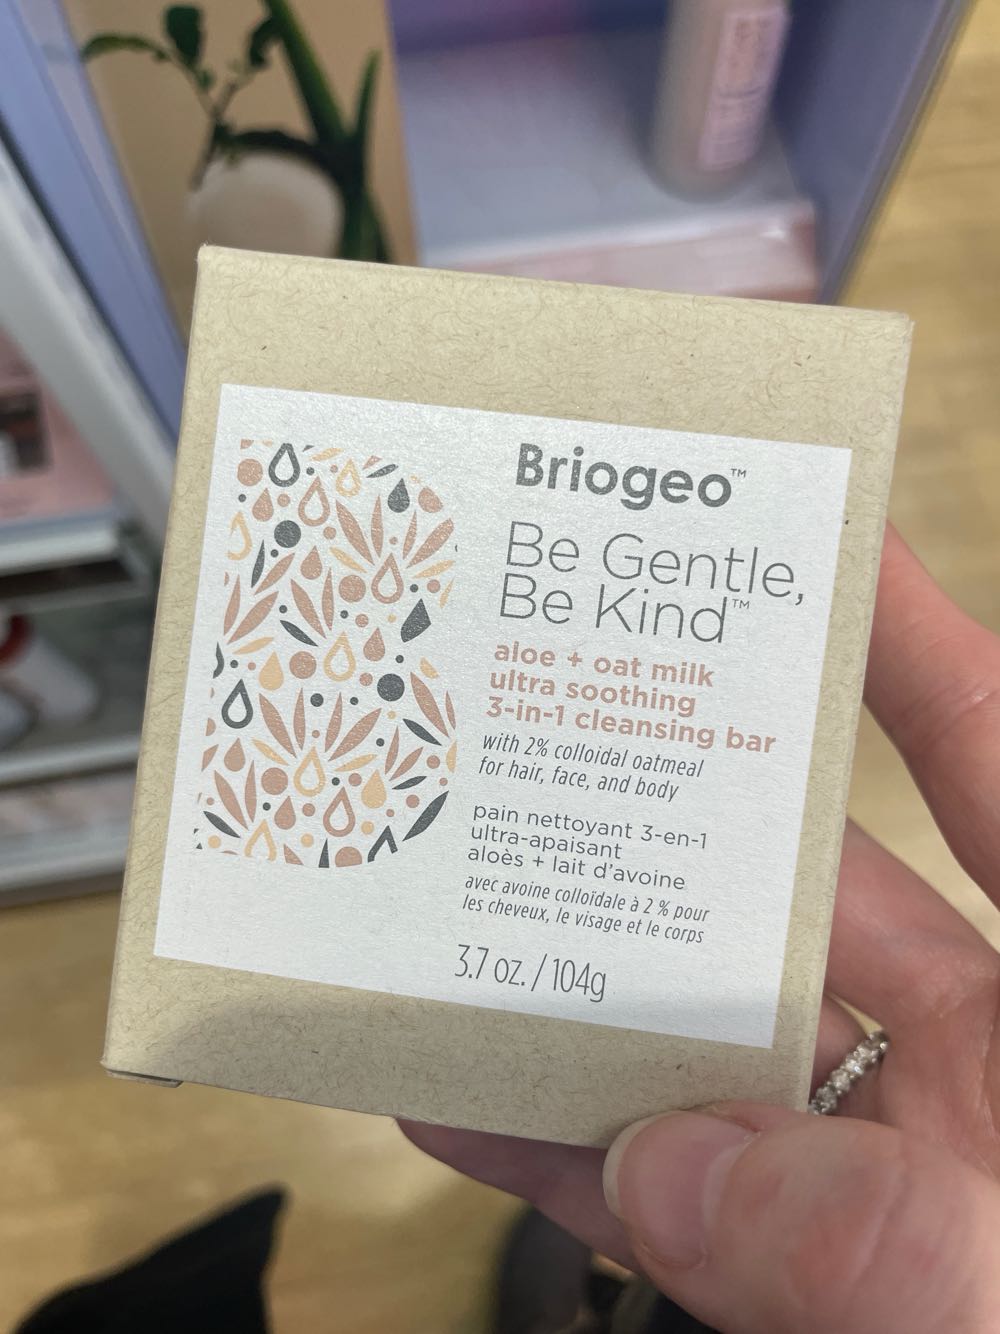 Briogeo™
Be Gentle,
Be Kind™
aloe + oat milk
ultra soothing
3-in-1 cleansing bar
with 2% colloidal oatmeal
for hair, face, and body
pain nettoyant 3-en-1
ultra-apaisant
aloès + lait d'avoine
avec avoine colloïdale à 2 % pour
les cheveux, le visage et le corps
3.7 oz. / 104g